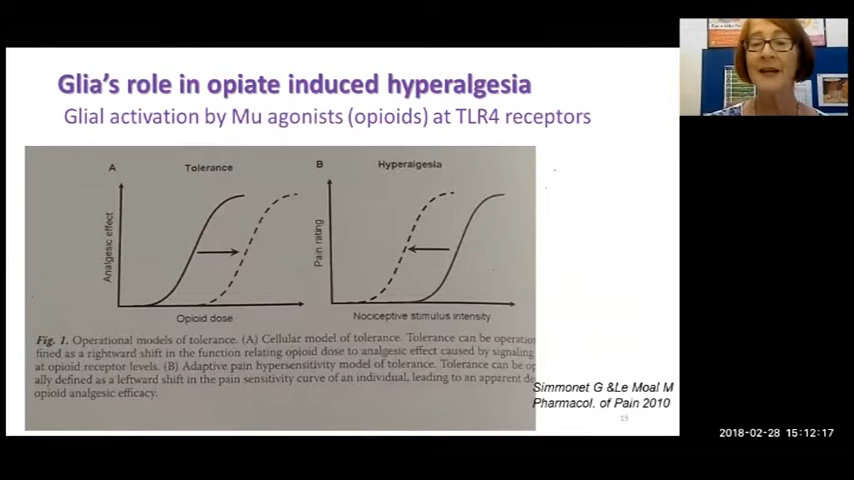 Glia's role in opiate induced hyperalgesia
Glial activation by Mu agonists (opioids) at TLR4 receptors
A
Tolerance
B
Hyperalgesia
Analgesic effect
Opioid dose
Pain rating
Nociceptive stimulus intensity
Fig. 1. Operational models of tolerance. (A) Cellular model of tolerance. Tolerance can be operatio
fined as a rightward shift in the function relating opioid dose to analgesic effect caused by signaling
at opioid receptor levels. (B) Adaptive pain hypersensitivity model of tolerance. Tolerance can be op
ally defined as a leftward shift in the pain sensitivity curve of an individual, leading to an apparent de
opioid analgesic efficacy.
Simmonet G &Le Moal M
Pharmacol. of Pain 2010
15
2018-02-28 15:12:17